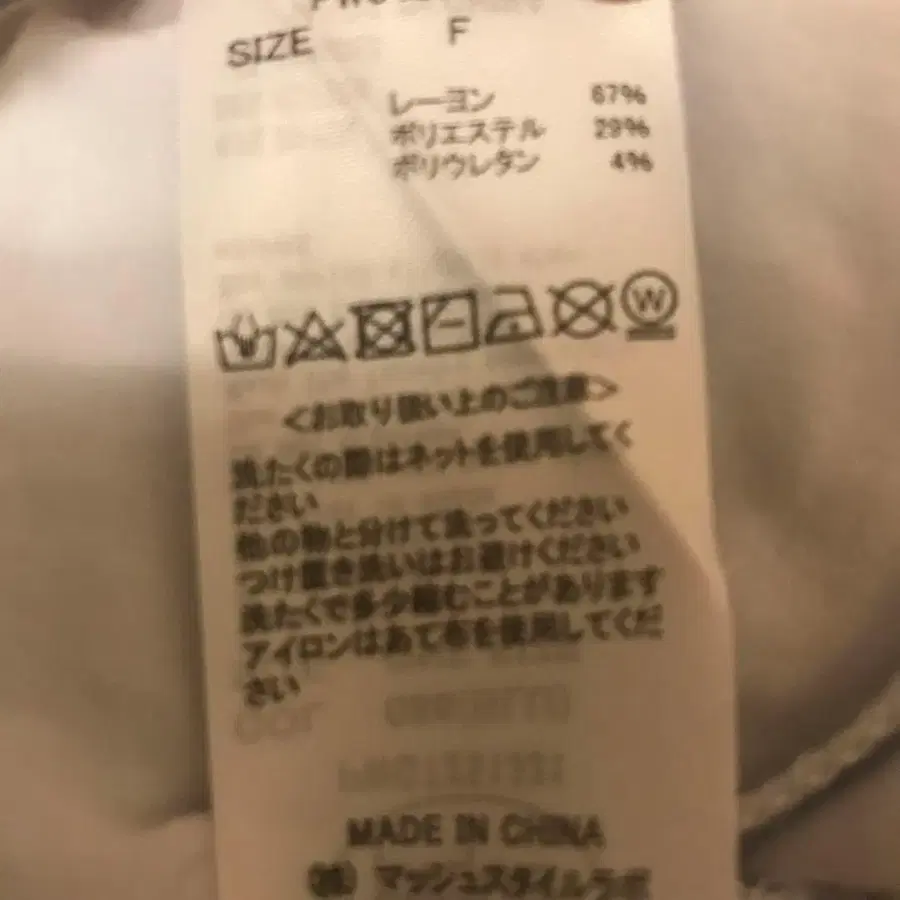 SIZE F
レーヨン 67%
ポリエステル 29%
ポリウレタン 4%
W
<お取り扱い上のご注意>
洗たくの際はネットを使用してく
ださい
他の物と分けて洗ってください
つけ置き洗いはお避けください
洗たくで多少縮むことがあります
アイロンはあて布を使用してくだ
さい
MADE IN CHINA
(株) マッシュスタイルラボ